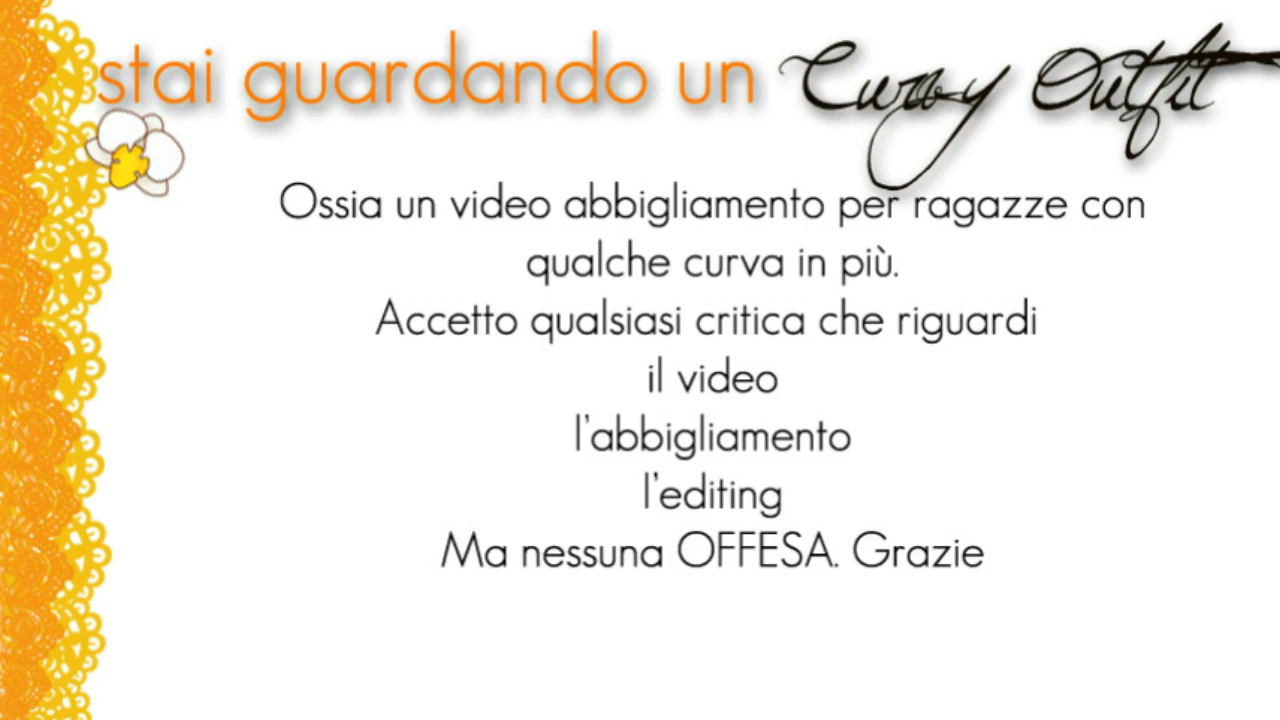 stai guardando un Curvy Outfit
Ossia un video abbigliamento per ragazze con
qualche curva in più.
Accetto qualsiasi critica che riguardi
il video
l'abbigliamento
l'editing
Ma nessuna OFFESA. Grazie